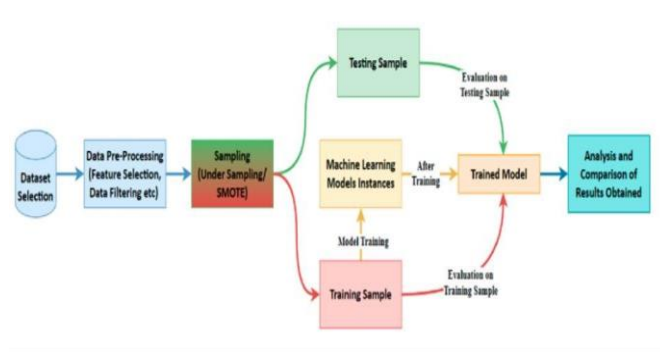 Dataset
Selection
Data Pre-Processing
(Feature Selection,
Data Filtering etc)
Sampling
(Under Sampling/
SMOTE)
Testing Sample
Evaluation on
Testing Sample
Machine Learning
Models Instances
After
Training
Trained Model
Analysis and
Comparison of
Results Obtained
Model Training
Training Sample
Evaluation on
Training Sample